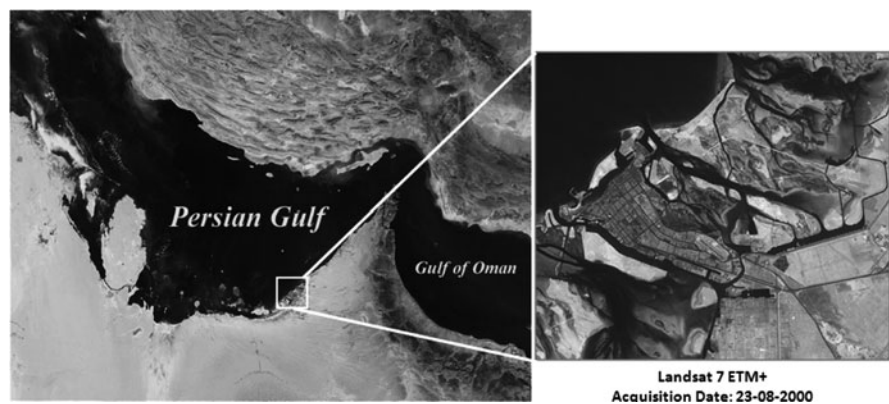 Persian Gulf
Gulf of Oman
Landsat 7 ETM+
Acquisition Date: 23-08-2000